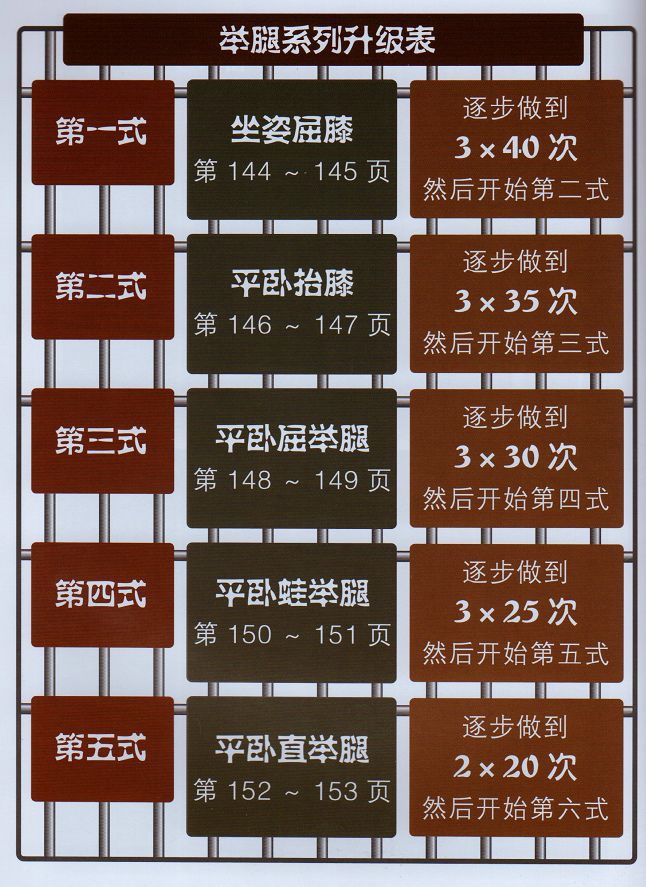 举腿系列升级表
第一式
坐姿屈膝
第 144 ~ 145 页
逐步做到
3 × 40 次
然后开始第二式
第二式
平卧抬膝
第 146 ~ 147 页
逐步做到
3 × 35 次
然后开始第三式
第三式
平卧屈举腿
第 148 ~ 149 页
逐步做到
3 × 30 次
然后开始第四式
第四式
平卧蛙举腿
第 150 ~ 151 页
逐步做到
3 × 25 次
然后开始第五式
第五式
平卧直举腿
第 152 ~ 153 页
逐步做到
2 × 20 次
然后开始第六式